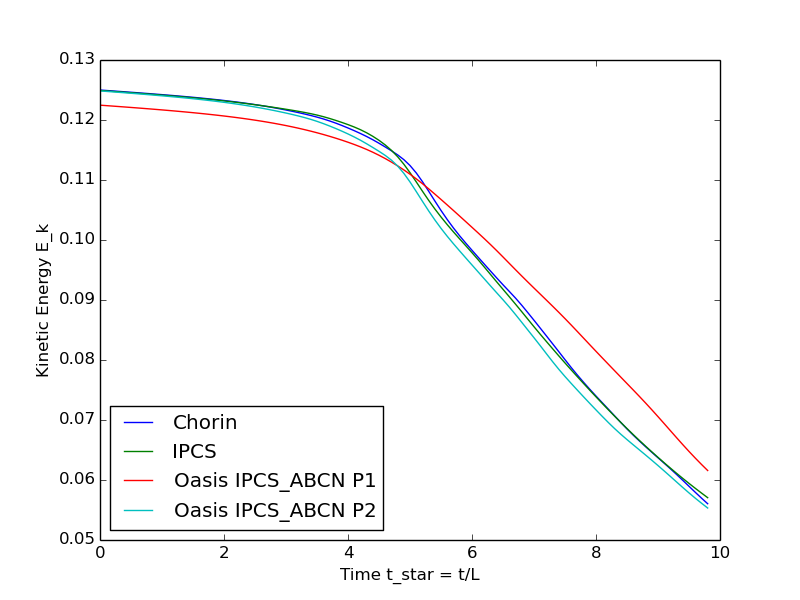 0.13
0.12
0.11
0.10
0.09
0.08
0.07
0.06
0.05
Kinetic Energy E_k
Chorin
IPCS
Oasis IPCS_ABCN P1
Oasis IPCS_ABCN P2
0 2 4 6 8 10
Time t_star = t/L